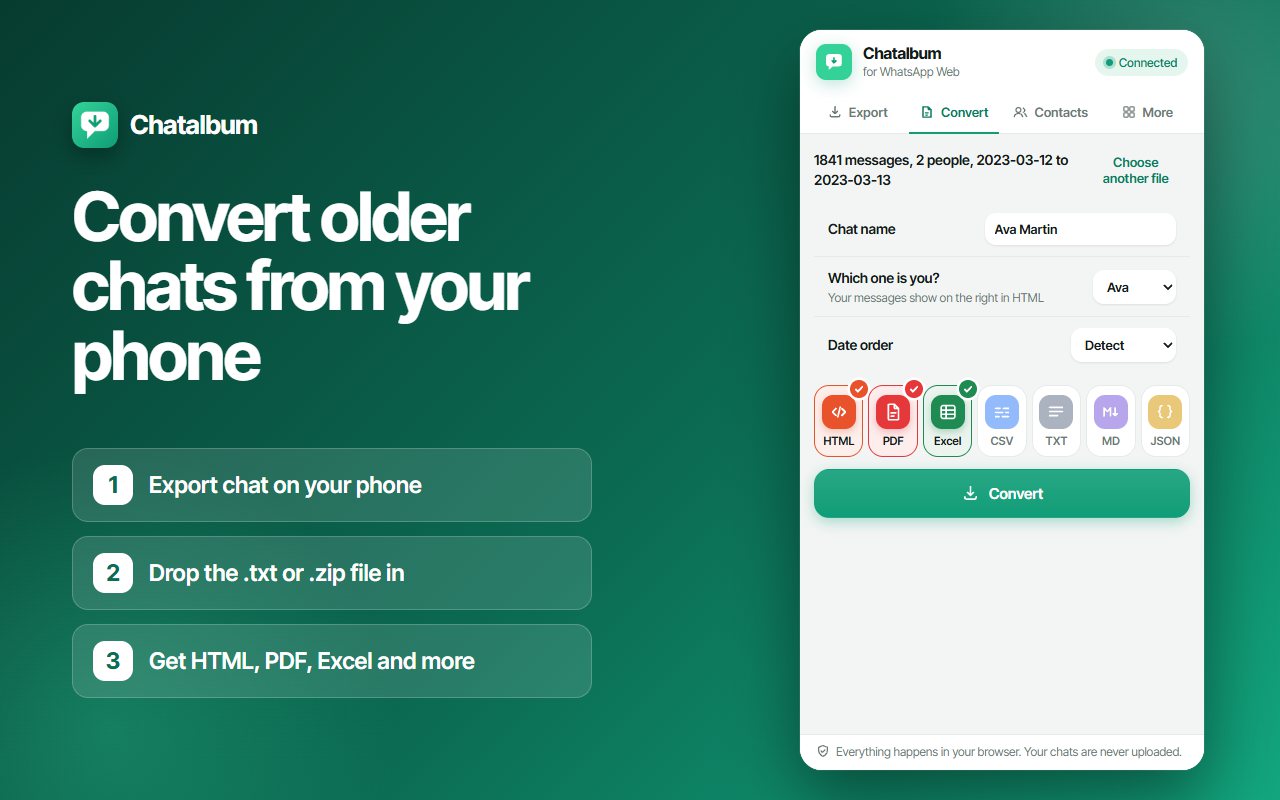 Chatalbum
Convert older
chats from your
phone
1 Export chat on your phone
2 Drop the .txt or .zip file in
3 Get HTML, PDF, Excel and more
Chatalbum
for WhatsApp Web
Connected
Export Convert Contacts More
1841 messages, 2 people, 2023-03-12 to
2023-03-13
Choose
another file
Chat name Ava Martin
Which one is you?
Your messages show on the right in HTML
Ava
Date order Detect
M↓ { }
HTML PDF Excel CSV TXT MD JSON
Convert
Everything happens in your browser. Your chats are never uploaded.